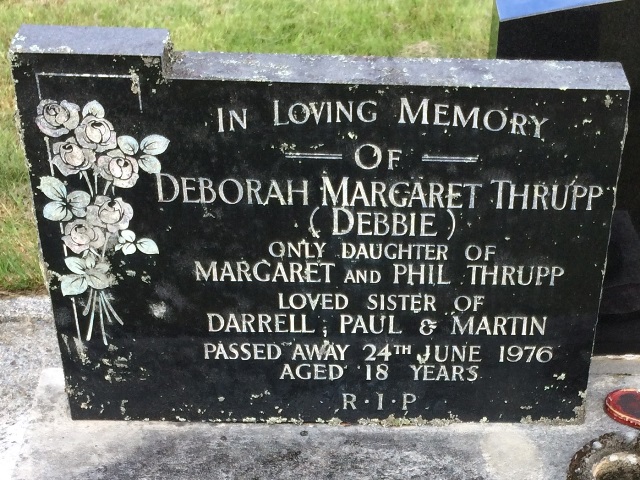 IN LOVING MEMORY
OF
DEBORAH MARGARET THRUPP
(DEBBIE)
ONLY DAUGHTER OF
MARGARET AND PHIL THRUPP
LOVED SISTER OF
DARRELL, PAUL & MARTIN
PASSED AWAY 24TH JUNE 1976
AGED 18 YEARS
R·I·P